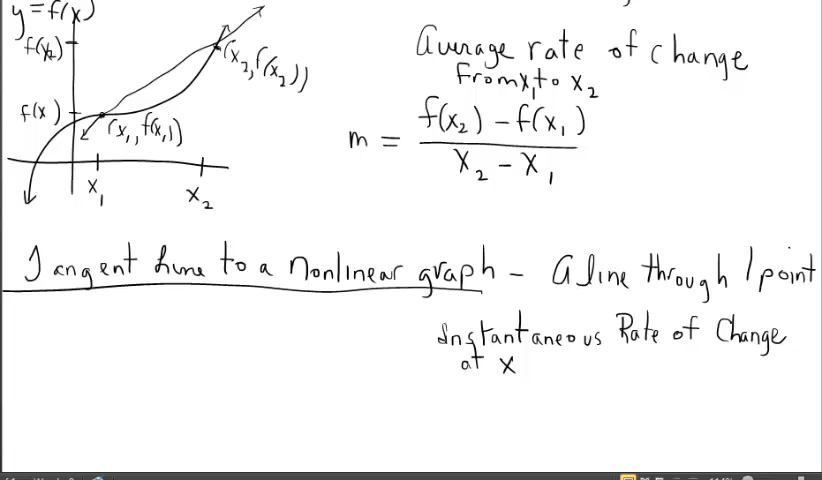 y = f(x)
f(x₂)
(x₂, f(x₂))
f(x)
(x₁, f(x₁))
x₁
x₂
Average rate of change
From x₁ to x₂
m = f(x₂) - f(x₁)
x₂ - x₁
Tangent Line to a Nonlinear graph - A line through 1 point
Instantaneous Rate of Change
at x